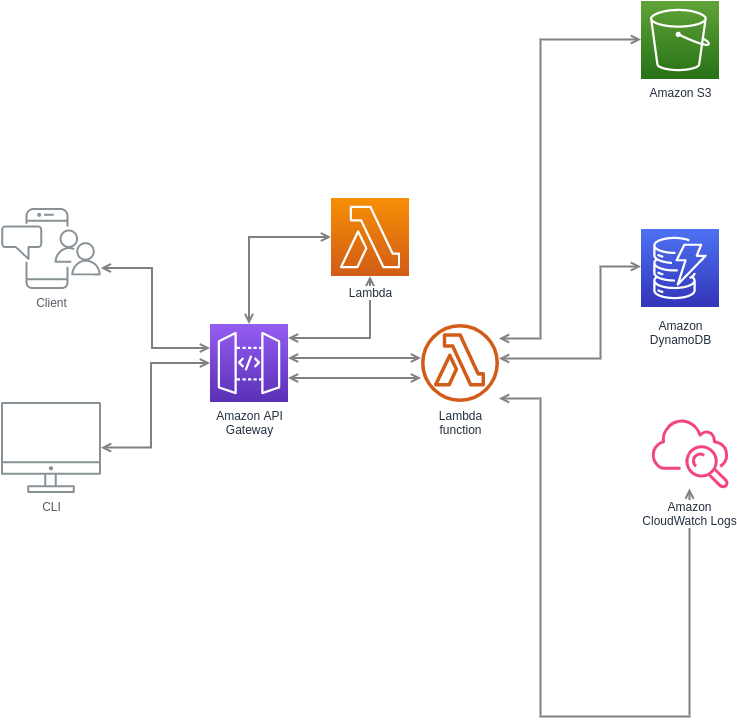 Amazon S3
Client
Lambda
Amazon
DynamoDB
Amazon API
Gateway
Lambda
function
CLI
Amazon
CloudWatch Logs